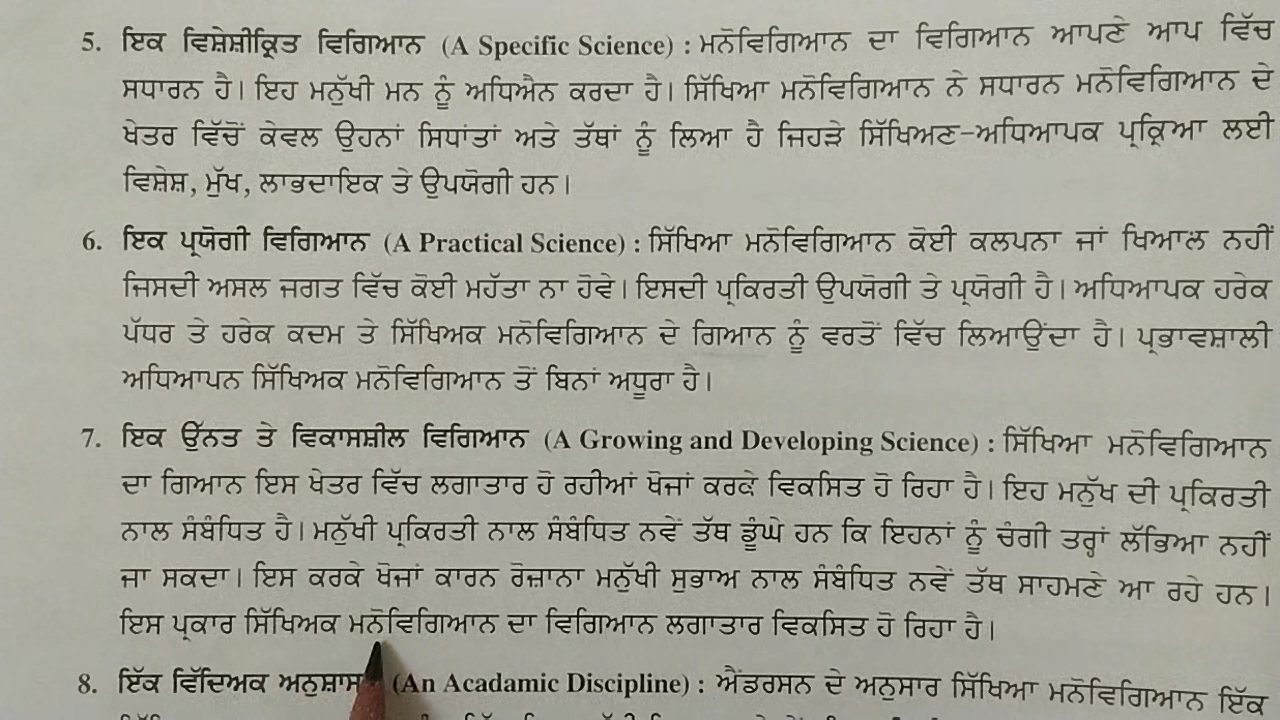 5. ਇਕ ਵਿਸ਼ੇਸ਼ੀਕ੍ਰਿਤ ਵਿਗਿਆਨ (A Specific Science) : ਮਨੋਵਿਗਿਆਨ ਦਾ ਵਿਗਿਆਨ ਆਪਣੇ ਆਪ ਵਿੱਚ
ਸਧਾਰਨ ਹੈ। ਇਹ ਮਨੁੱਖੀ ਮਨ ਨੂੰ ਅਧਿਐਨ ਕਰਦਾ ਹੈ। ਸਿੱਖਿਆ ਮਨੋਵਿਗਿਆਨ ਨੇ ਸਧਾਰਨ ਮਨੋਵਿਗਿਆਨ ਦੇ
ਖੇਤਰ ਵਿੱਚੋਂ ਕੇਵਲ ਉਹਨਾਂ ਸਿਧਾਂਤਾਂ ਅਤੇ ਤੱਥਾਂ ਨੂੰ ਲਿਆ ਹੈ ਜਿਹੜੇ ਸਿੱਖਿਅਣ-ਅਧਿਆਪਕ ਪ੍ਰਕ੍ਰਿਆ ਲਈ
ਵਿਸ਼ੇਸ਼, ਮੁੱਖ, ਲਾਭਦਾਇਕ ਤੇ ਉਪਯੋਗੀ ਹਨ।
6. ਇਕ ਪ੍ਰਯੋਗੀ ਵਿਗਿਆਨ (A Practical Science) : ਸਿੱਖਿਆ ਮਨੋਵਿਗਿਆਨ ਕੋਈ ਕਲਪਨਾ ਜਾਂ ਖਿਆਲ ਨਹੀਂ
ਜਿਸਦੀ ਅਸਲ ਜਗਤ ਵਿੱਚ ਕੋਈ ਮਹੱਤਾ ਨਾ ਹੋਵੇ। ਇਸਦੀ ਪ੍ਰਕਿਰਤੀ ਉਪਯੋਗੀ ਤੇ ਪ੍ਰਯੋਗੀ ਹੈ। ਅਧਿਆਪਕ ਹਰੇਕ
ਪੱਧਰ ਤੇ ਹਰੇਕ ਕਦਮ ਤੇ ਸਿੱਖਿਅਕ ਮਨੋਵਿਗਿਆਨ ਦੇ ਗਿਆਨ ਨੂੰ ਵਰਤੋਂ ਵਿੱਚ ਲਿਆਉਂਦਾ ਹੈ। ਪ੍ਰਭਾਵਸ਼ਾਲੀ
ਅਧਿਆਪਨ ਸਿੱਖਿਅਕ ਮਨੋਵਿਗਿਆਨ ਤੋਂ ਬਿਨਾਂ ਅਧੂਰਾ ਹੈ।
7. ਇਕ ਉੱਨਤ ਤੇ ਵਿਕਾਸਸ਼ੀਲ ਵਿਗਿਆਨ (A Growing and Developing Science) : ਸਿੱਖਿਆ ਮਨੋਵਿਗਿਆਨ
ਦਾ ਗਿਆਨ ਇਸ ਖੇਤਰ ਵਿੱਚ ਲਗਾਤਾਰ ਹੋ ਰਹੀਆਂ ਖੋਜਾਂ ਕਰਕੇ ਵਿਕਸਿਤ ਹੋ ਰਿਹਾ ਹੈ। ਇਹ ਮਨੁੱਖ ਦੀ ਪ੍ਰਕਿਰਤੀ
ਨਾਲ ਸੰਬੰਧਿਤ ਹੈ। ਮਨੁੱਖੀ ਪ੍ਰਕਿਰਤੀ ਨਾਲ ਸੰਬੰਧਿਤ ਨਵੇਂ ਤੱਥ ਡੂੰਘੇ ਹਨ ਕਿ ਇਹਨਾਂ ਨੂੰ ਚੰਗੀ ਤਰ੍ਹਾਂ ਲੱਭਿਆ ਨਹੀਂ
ਜਾ ਸਕਦਾ। ਇਸ ਕਰਕੇ ਖੋਜਾਂ ਕਾਰਨ ਰੋਜ਼ਾਨਾ ਮਨੁੱਖੀ ਸੁਭਾਅ ਨਾਲ ਸੰਬੰਧਿਤ ਨਵੇਂ ਤੱਥ ਸਾਹਮਣੇ ਆ ਰਹੇ ਹਨ।
ਇਸ ਪ੍ਰਕਾਰ ਸਿੱਖਿਅਕ ਮਨੋਵਿਗਿਆਨ ਦਾ ਵਿਗਿਆਨ ਲਗਾਤਾਰ ਵਿਕਸਿਤ ਹੋ ਰਿਹਾ ਹੈ।
8. ਇੱਕ ਵਿੱਦਿਅਕ (An Acadamic Discipline) : ਐਂਡਰਸਨ ਦੇ ਅਨੁਸਾਰ ਸਿੱਖਿਆ ਮਨੋਵਿਗਿਆਨ ਇੱਕ